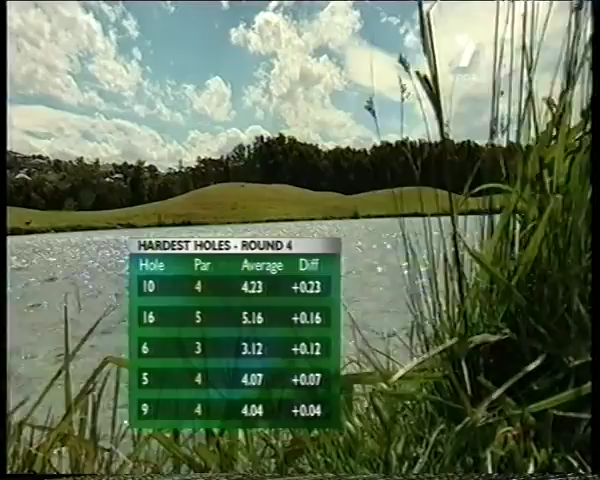 7
SPORT
HARDEST HOLES - ROUND 4
Hole Par Average Diff
10 4 4.23 +0.23
16 5 5.16 +0.16
6 3 3.12 +0.12
5 4 4.07 +0.07
9 4 4.04 +0.04